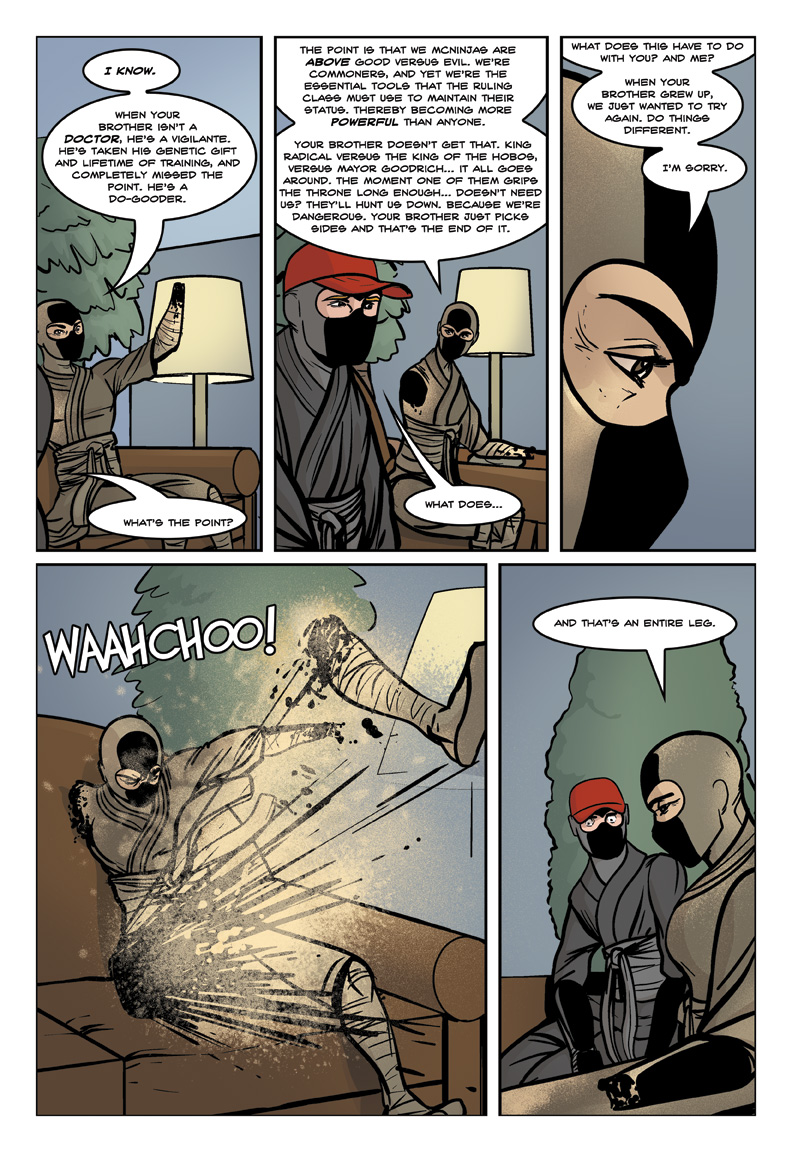 I KNOW.
WHEN YOUR
BROTHER ISN'T A
DOCTOR, HE'S A VIGILANTE.
HE'S TAKEN HIS GENETIC GIFT
AND LIFETIME OF TRAINING, AND
COMPLETELY MISSED THE
POINT. HE'S A
DO-GOODER.
WHAT'S THE POINT?
THE POINT IS THAT WE MCNINJAS ARE
ABOVE GOOD VERSUS EVIL. WE'RE
COMMONERS, AND YET WE'RE THE
ESSENTIAL TOOLS THAT THE RULING
CLASS MUST USE TO MAINTAIN THEIR
STATUS. THEREBY BECOMING MORE
POWERFUL THAN ANYONE.
YOUR BROTHER DOESN'T GET THAT. KING
RADICAL VERSUS THE KING OF THE HOBOS,
VERSUS MAYOR GOODRICH... IT ALL GOES
AROUND. THE MOMENT ONE OF THEM GRIPS
THE THRONE LONG ENOUGH... DOESN'T NEED
US? THEY'LL HUNT US DOWN. BECAUSE WE'RE
DANGEROUS. YOUR BROTHER JUST PICKS
SIDES AND THAT'S THE END OF IT.
WHAT DOES...
WHAT DOES THIS HAVE TO DO
WITH YOU? AND ME?
WHEN YOUR
BROTHER GREW UP,
WE JUST WANTED TO TRY
AGAIN. DO THINGS
DIFFERENT.
I'M SORRY.
WAAHCHOO!
AND THAT'S AN ENTIRE LEG.